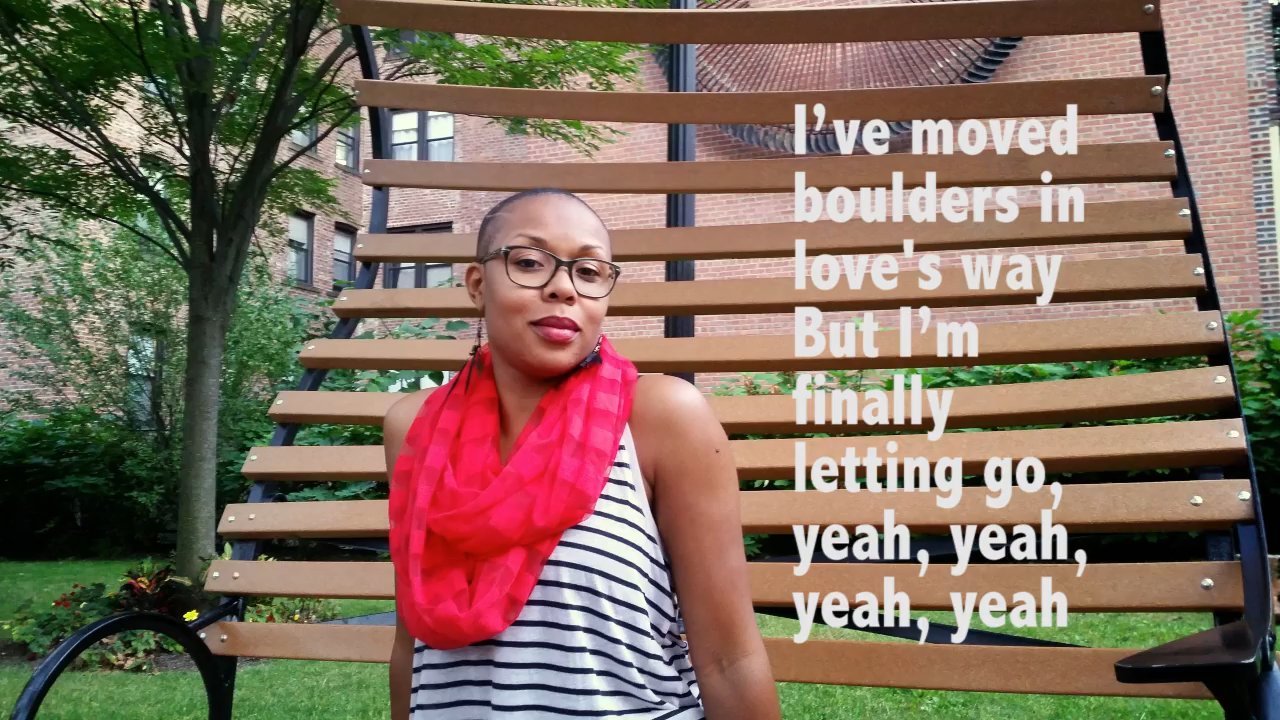 I’ve moved
boulders in
love's way
But I’m
finally
letting go,
yeah, yeah,
yeah, yeah